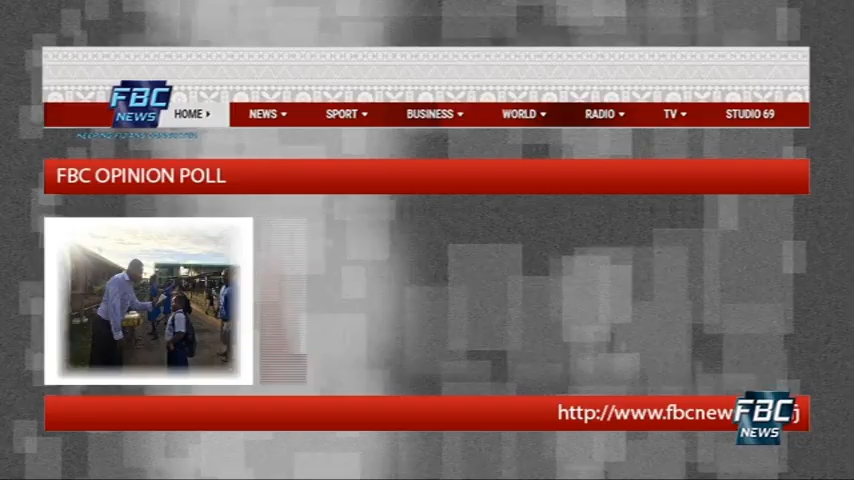 FBC
NEWS
HOME NEWS SPORT BUSINESS WORLD RADIO TV STUDIO 69
FBC OPINION POLL
http://www.fbcnew j
FBC
NEWS